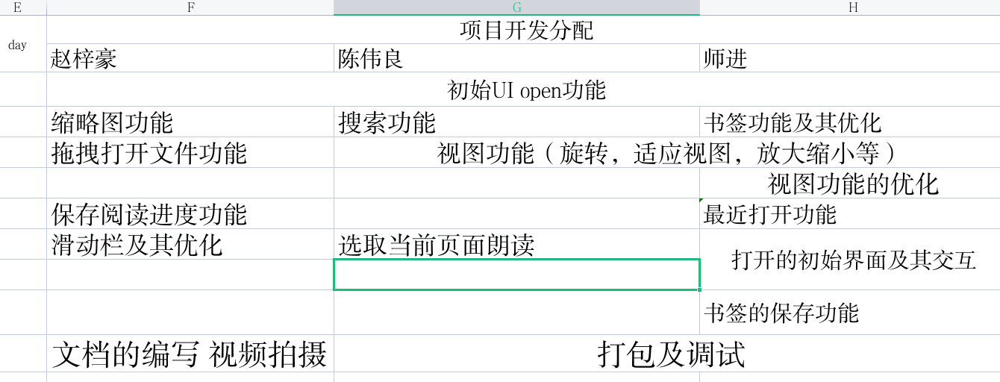 E F G H
day 项目开发分配
赵梓豪 陈伟良 师进
初始UI open功能
缩略图功能 搜索功能 书签功能及其优化
拖拽打开文件功能 视图功能（旋转，适应视图，放大缩小等）
视图功能的优化
保存阅读进度功能 最近打开功能
滑动栏及其优化 选取当前页面朗读
打开的初始界面及其交互
书签的保存功能
文档的编写 视频拍摄 打包及调试